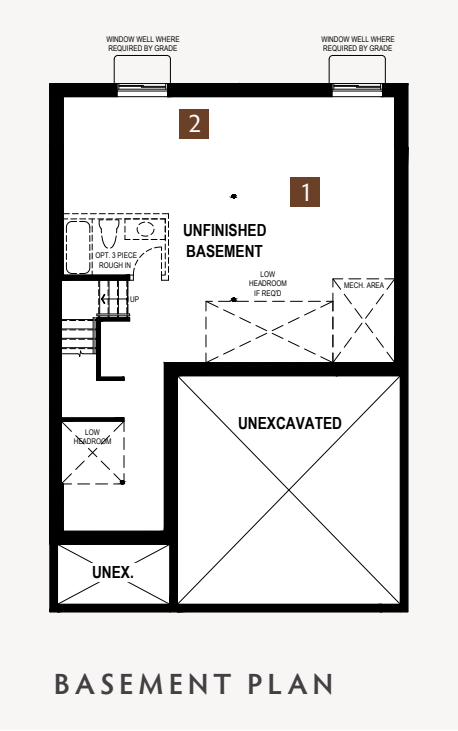 WINDOW WELL WHERE
REQUIRED BY GRADE
WINDOW WELL WHERE
REQUIRED BY GRADE
2
1
UNFINISHED
BASEMENT
OPT. 3 PIECE
ROUGH IN
LOW
HEADROOM
IF REQ'D
MECH. AREA
UP
LOW
HEADROOM
UNEXCAVATED
UNEX.
BASEMENT PLAN